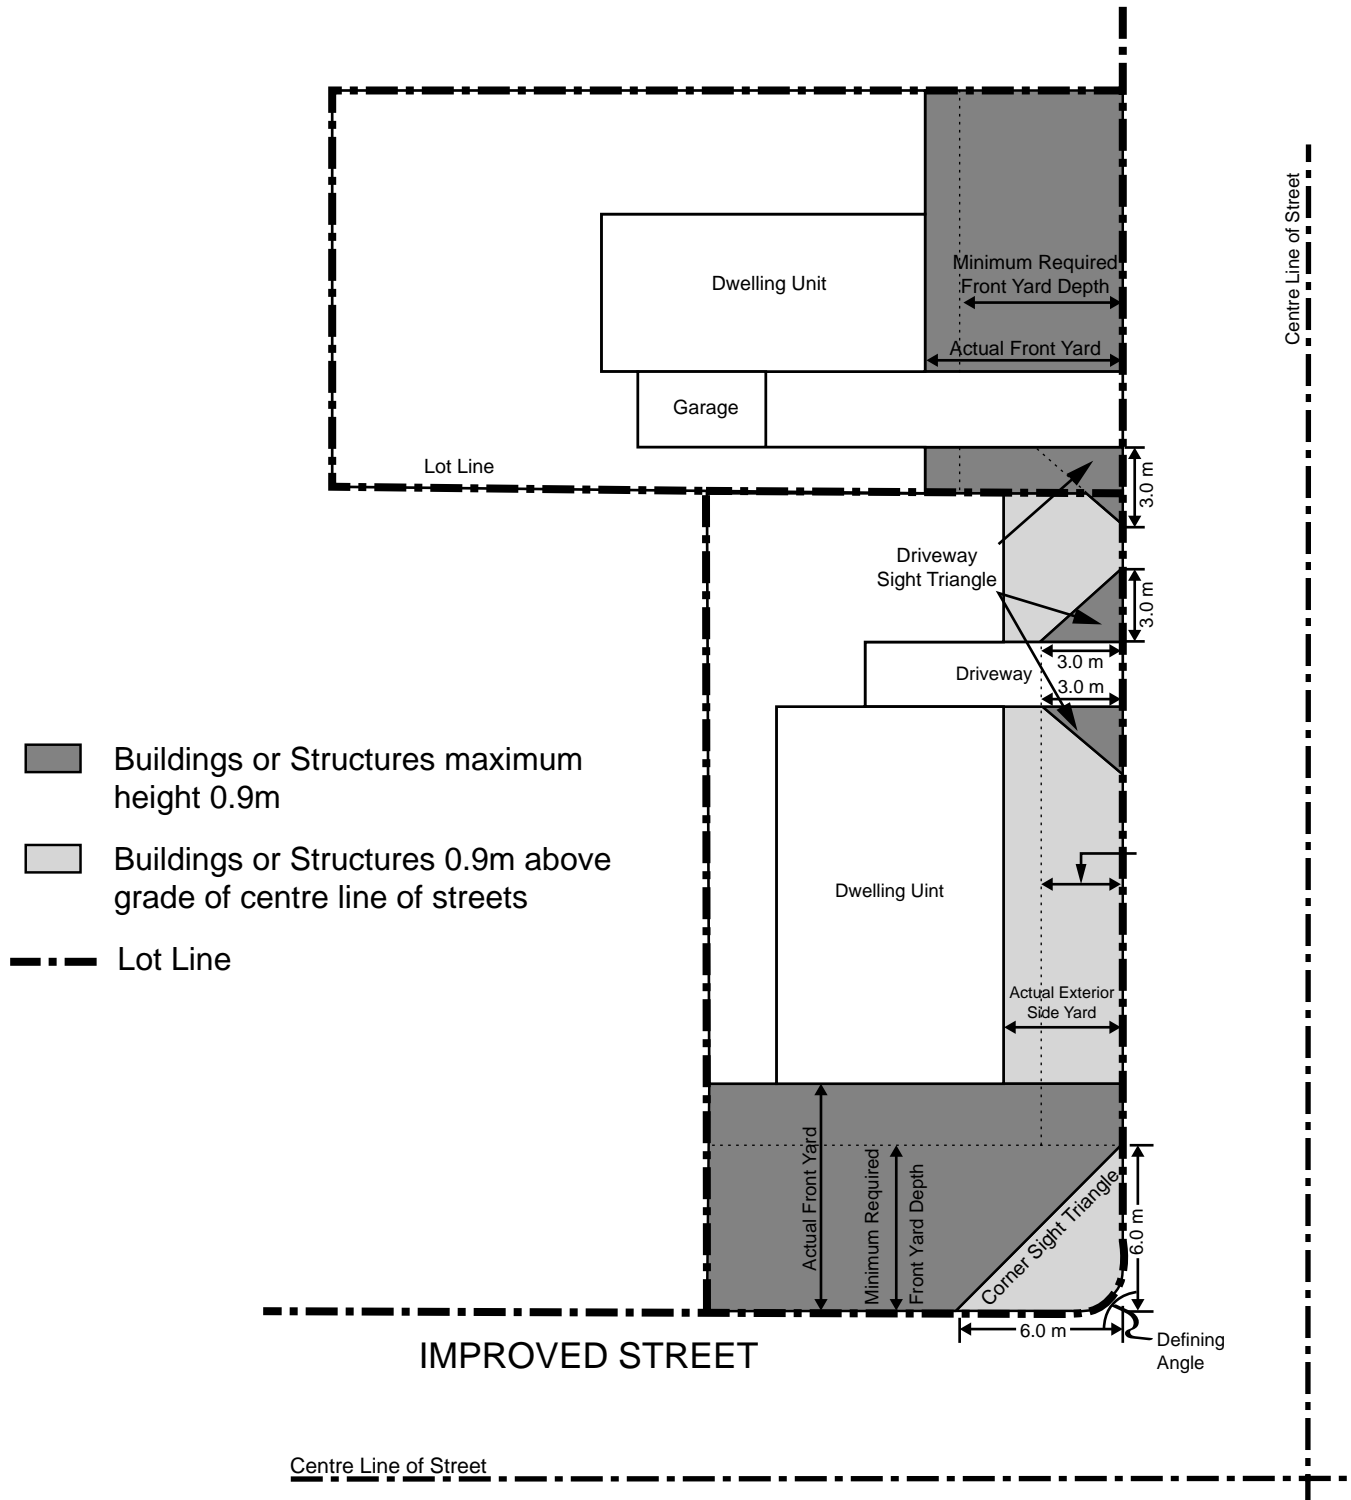 Centre Line of Street
Dwelling Unit
Minimum Required
Front Yard Depth
Actual Front Yard
Garage
Lot Line
3.0 m
Driveway
Sight Triangle
3.0 m
3.0 m
Driveway
3.0 m
Buildings or Structures maximum
height 0.9m
Buildings or Structures 0.9m above
grade of centre line of streets
Lot Line
Dwelling Uint
Actual Exterior
Side Yard
Actual Front Yard
Minimum Required
Front Yard Depth
Corner Sight Triangle
6.0 m
6.0 m
Defining
Angle
IMPROVED STREET
Centre Line of Street